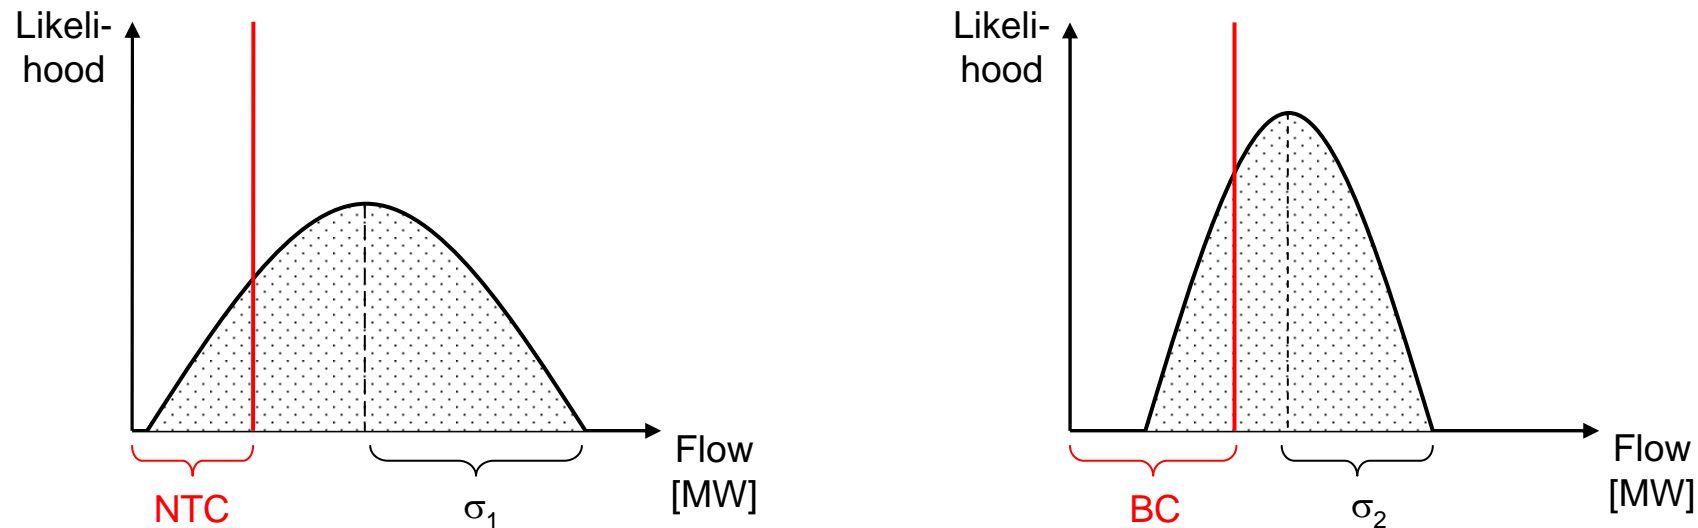 Likeli-
hood
Flow
[MW]
NTC
σ1
Likeli-
hood
Flow
[MW]
BC
σ2